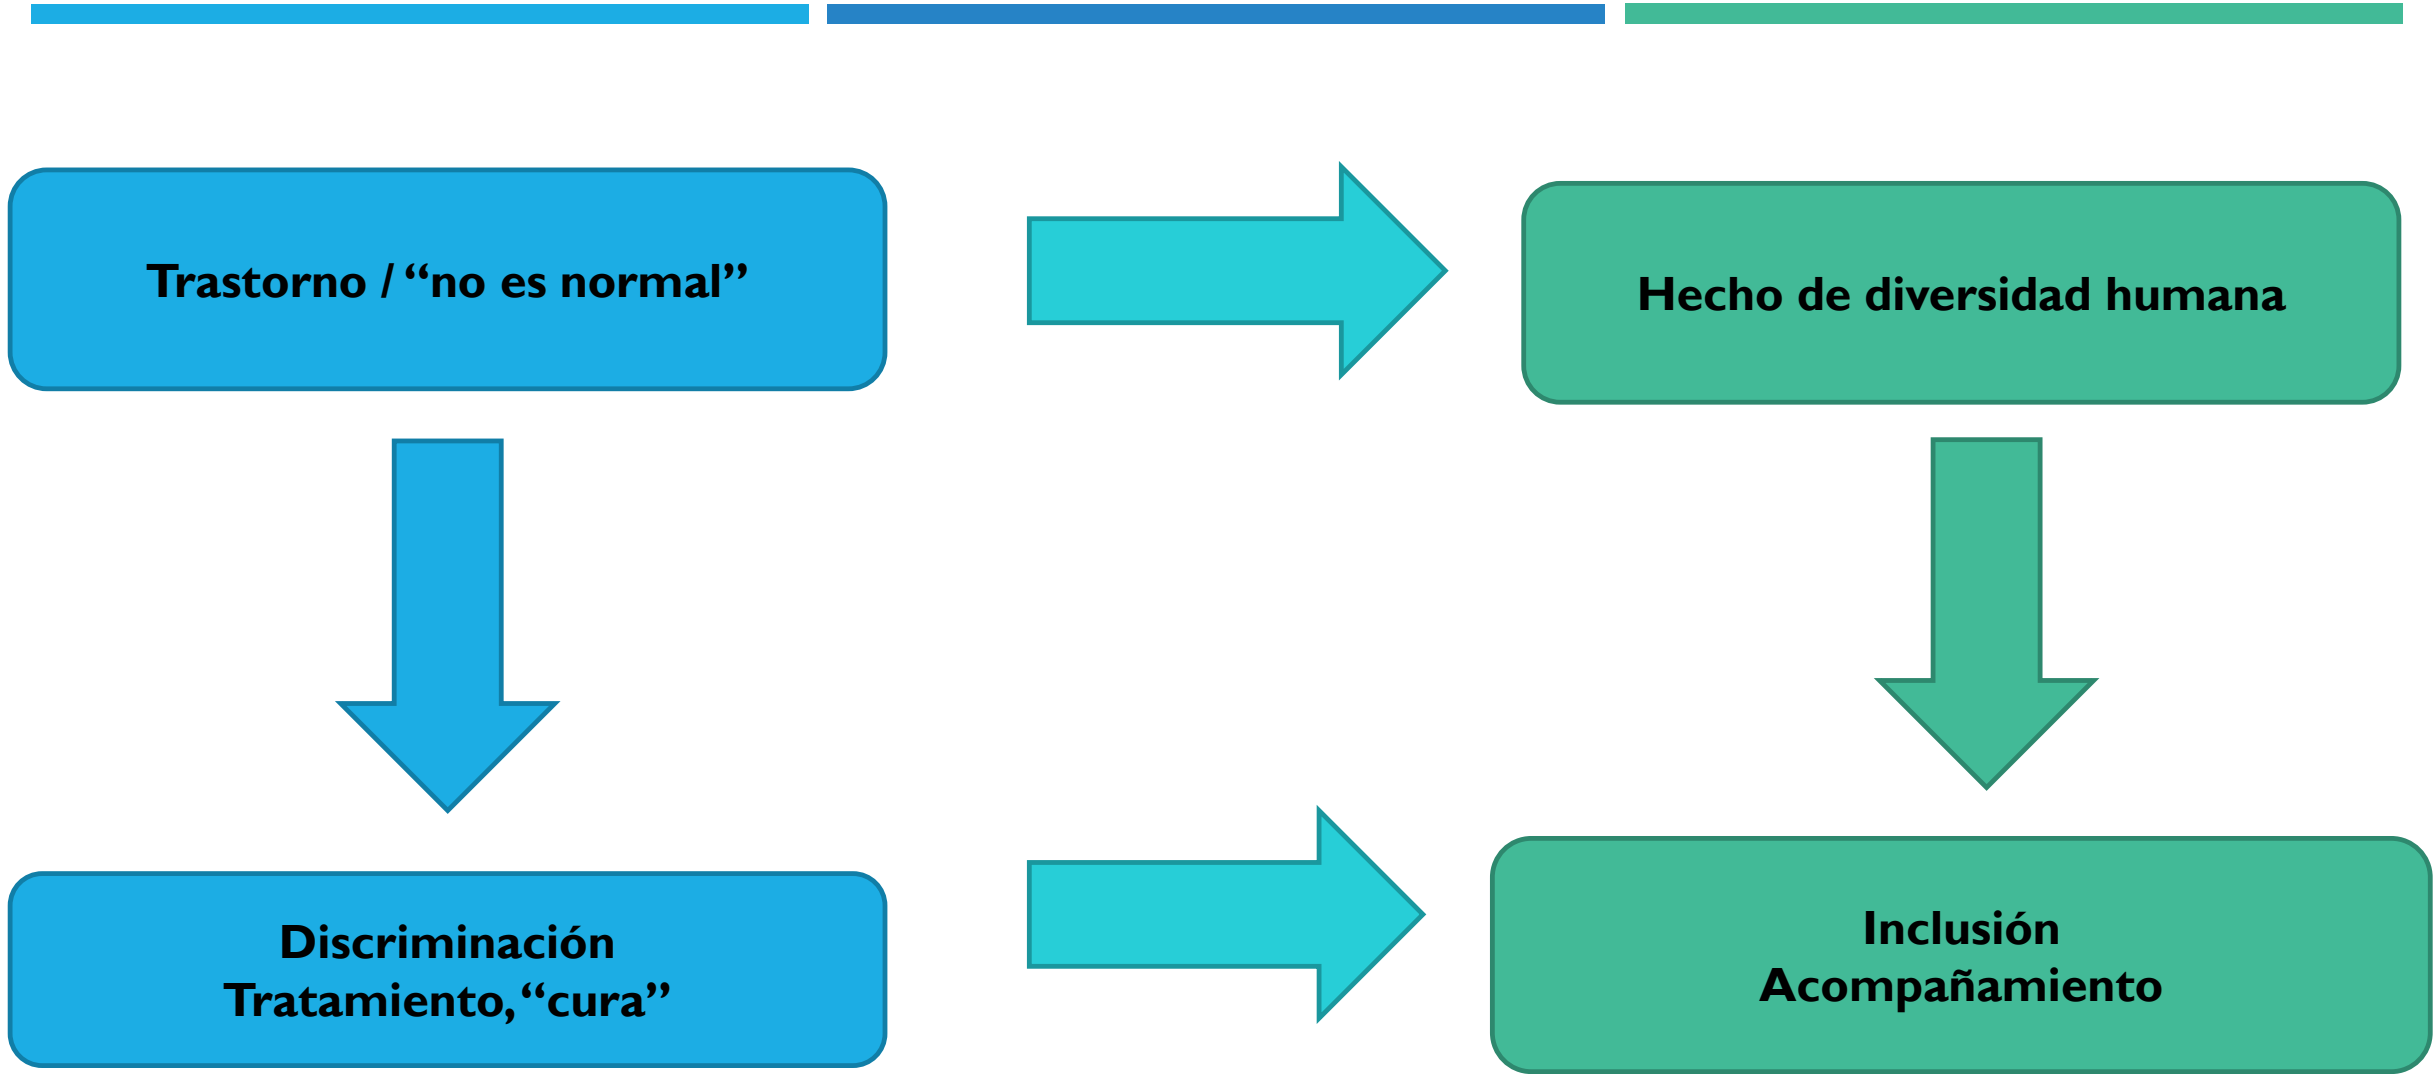 Trastorno / “no es normal”
Hecho de diversidad humana
Discriminación
Tratamiento, “cura”
Inclusión
Acompañamiento